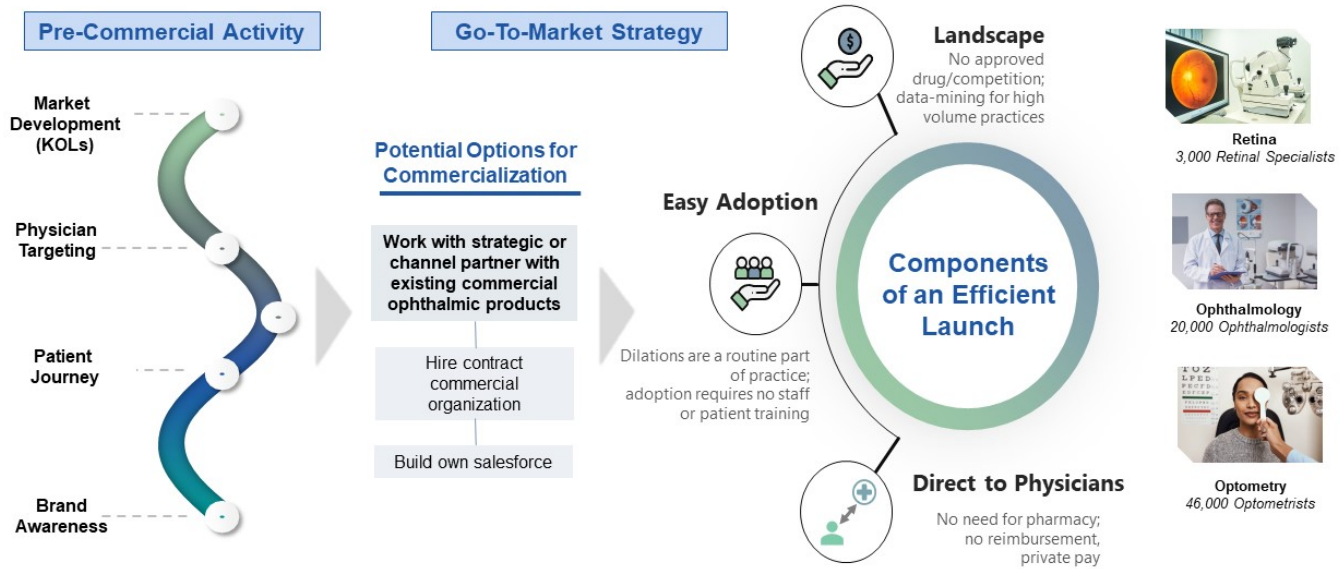 Pre-Commercial Activity
Go-To-Market Strategy
Market
Development
(KOLs)
Physician
Targeting
Patient
Journey
Brand
Awareness
Potential Options for
Commercialization
Work with strategic or
channel partner with
existing commercial
ophthalmic products
Hire contract
commercial
organization
Build own salesforce
Landscape
No approved
drug/competition;
data-mining for high
volume practices
Easy Adoption
Dilations are a routine part
of practice;
adoption requires no staff
or patient training
Direct to Physicians
No need for pharmacy;
no reimbursement,
private pay
Components
of an Efficient
Launch
$
Retina
3,000 Retinal Specialists
Ophthalmology
20,000 Ophthalmologists
Optometry
46,000 Optometrists